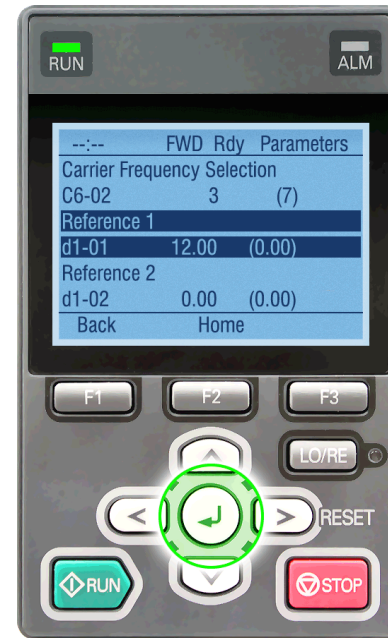 RUN
ALM
--:-- FWD Rdy Parameters
Carrier Frequency Selection
C6-02 3 (7)
Reference 1
d1-01 12.00 (0.00)
Reference 2
d1-02 0.00 (0.00)
Back Home
F1 F2 F3
LO/RE
RESET
RUN
STOP